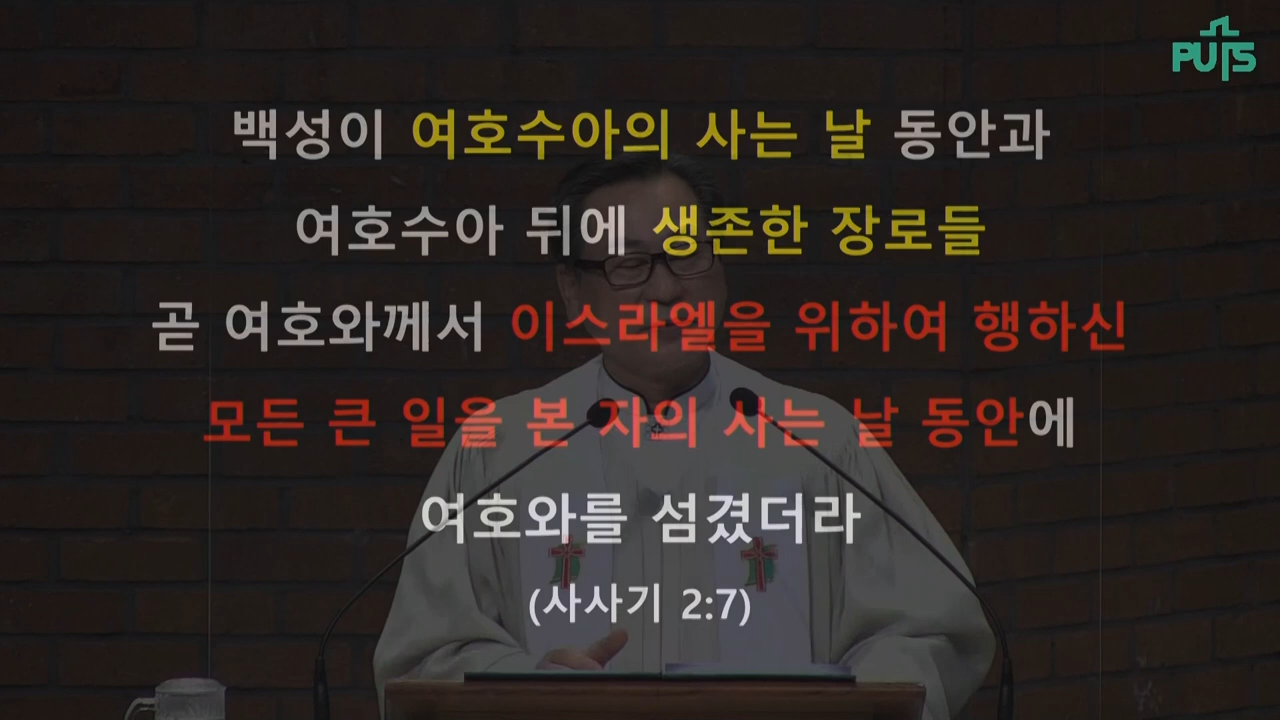 PUTS
백성이 여호수아의 사는 날 동안과
여호수아 뒤에 생존한 장로들
곧 여호와께서 이스라엘을 위하여 행하신
모든 큰 일을 본 자의 사는 날 동안에
여호와를 섬겼더라
(사사기 2:7)